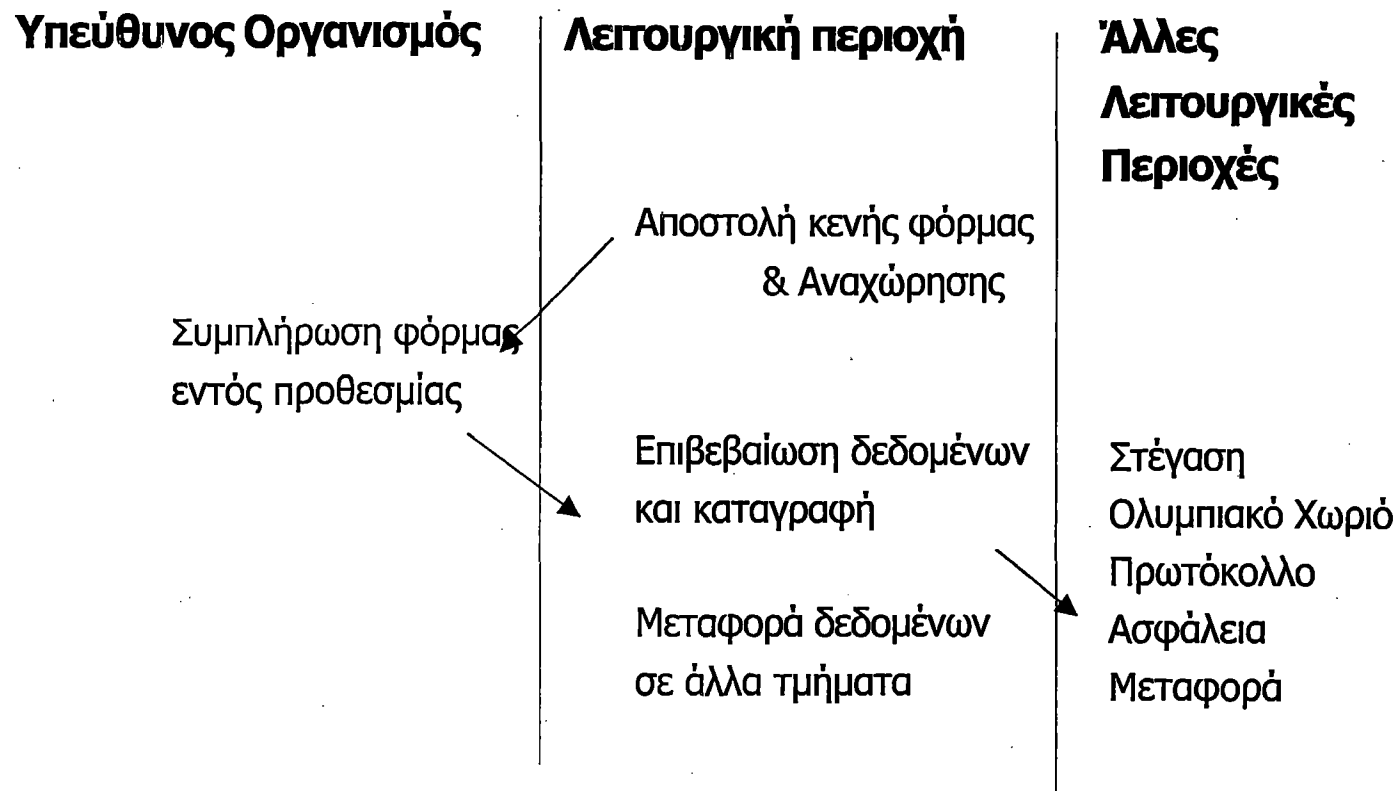 Υπεύθυνος Οργανισμός
Λειτουργική περιοχή
Άλλες
Λειτουργικές
Περιοχές
Αποστολή κενής φόρμας
& Αναχώρησης
Συμπλήρωση φόρμας
εντός προθεσμίας
Επιβεβαίωση δεδομένων
και καταγραφή
Μεταφορά δεδομένων
σε άλλα τμήματα
Στέγαση
Ολυμπιακό Χωριό
Πρωτόκολλο
Ασφάλεια
Μεταφορά